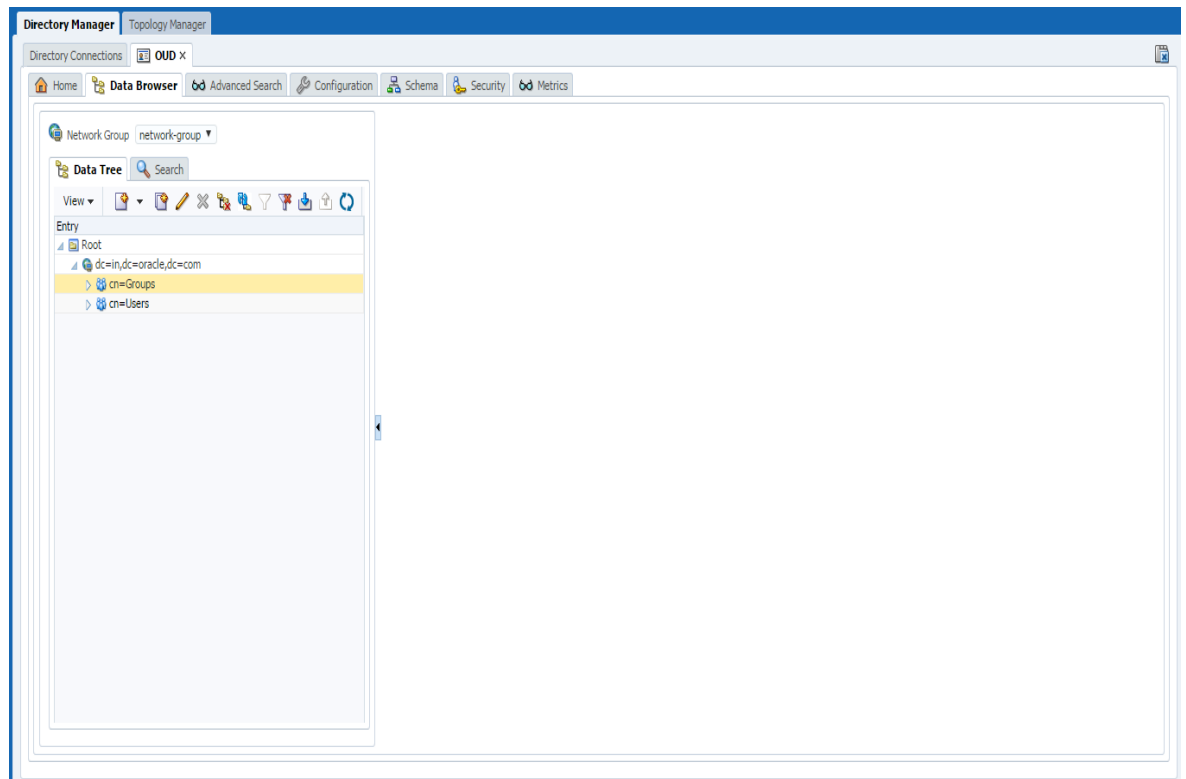 Directory Manager Topology Manager
Directory Connections OUD
Home Data Browser Advanced Search Configuration Schema Security Metrics
Network Group network-group
Data Tree Search
View
Entry
Root
dc=in,dc=oracle,dc=com
cn=Groups
cn=Users